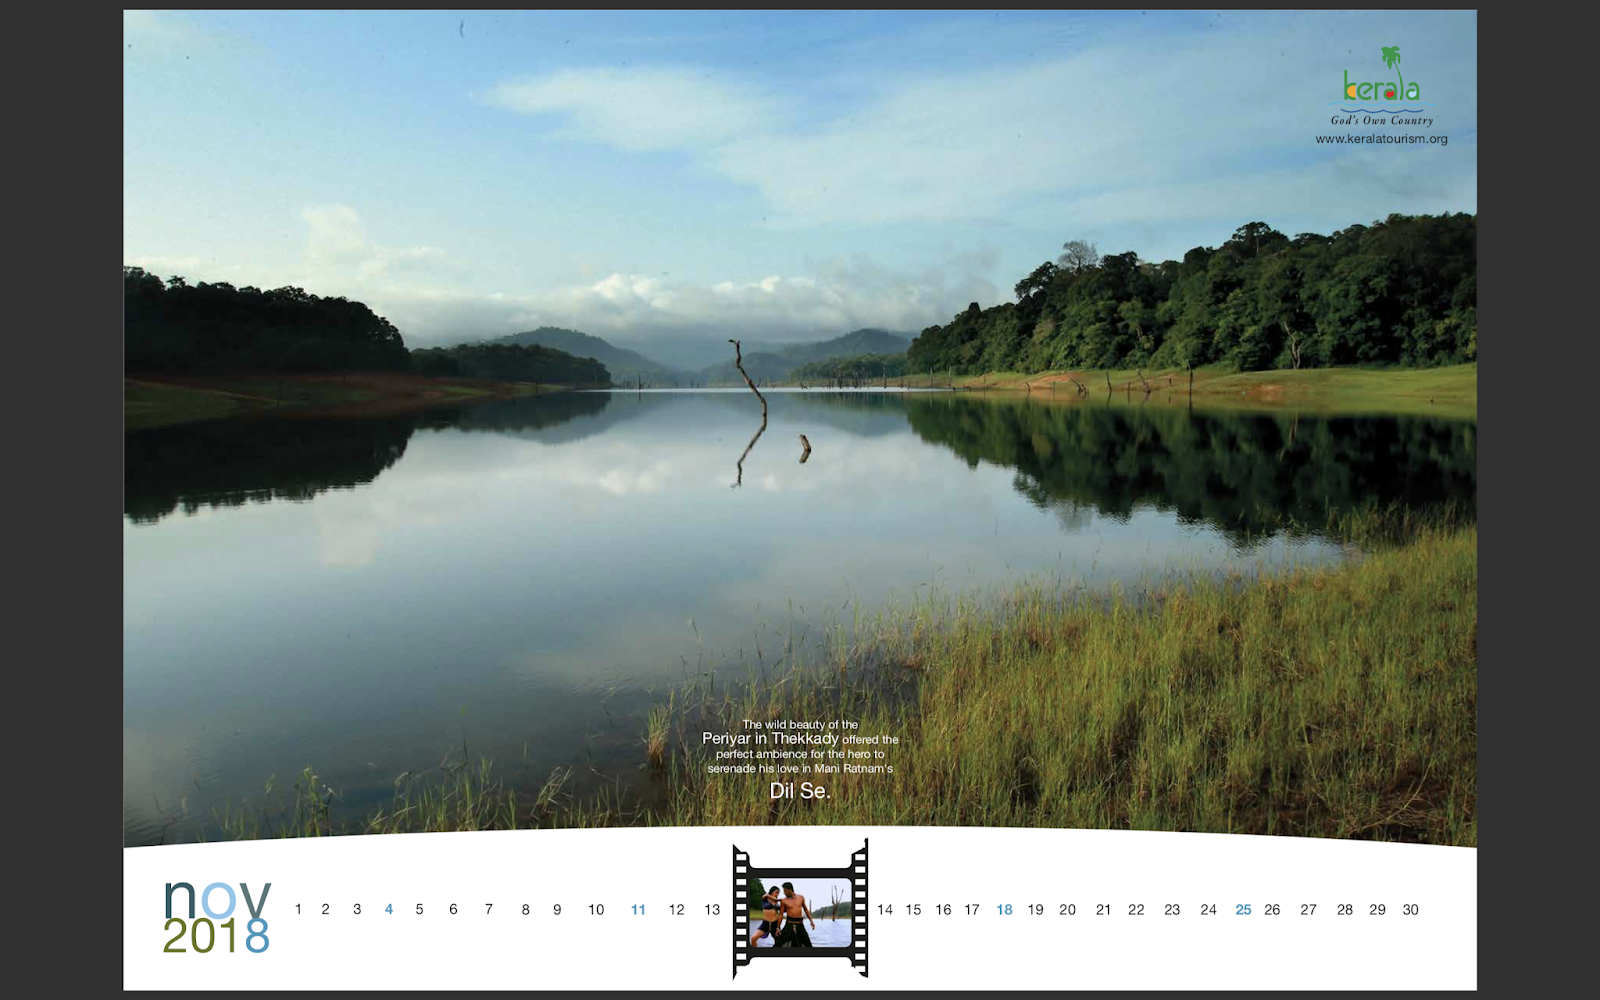 kerala
God's Own Country
www.keralatourism.org
The wild beauty of the
Periyar in Thekkady offered the
perfect ambience for the hero to
serenade his love in Mani Ratnam's
Dil Se.
nov
2018
1 2 3 4 5 6 7 8 9 10 11 12 13 14 15 16 17 18 19 20 21 22 23 24 25 26 27 28 29 30